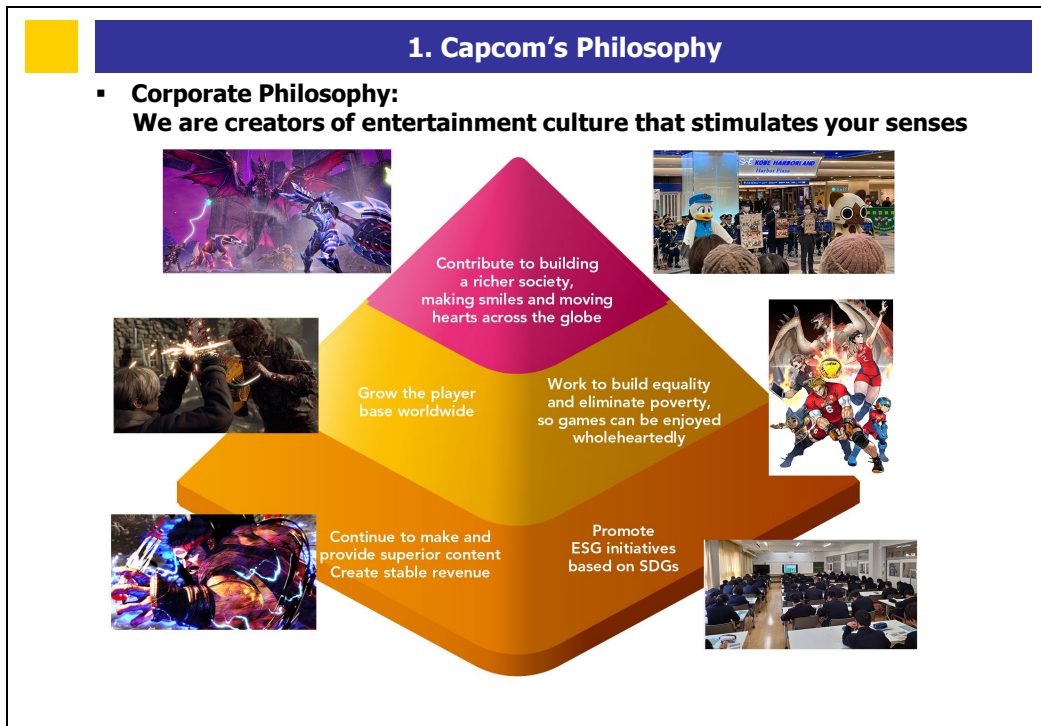 1. Capcom’s Philosophy
▪ Corporate Philosophy:
We are creators of entertainment culture that stimulates your senses
KOBE HARBORLAND
Harbor Plaza
Contribute to building
a richer society,
making smiles and moving
hearts across the globe
Grow the player
base worldwide
Work to build equality
and eliminate poverty,
so games can be enjoyed
wholeheartedly
6
Continue to make and
provide superior content
Create stable revenue
Promote
ESG initiatives
based on SDGs